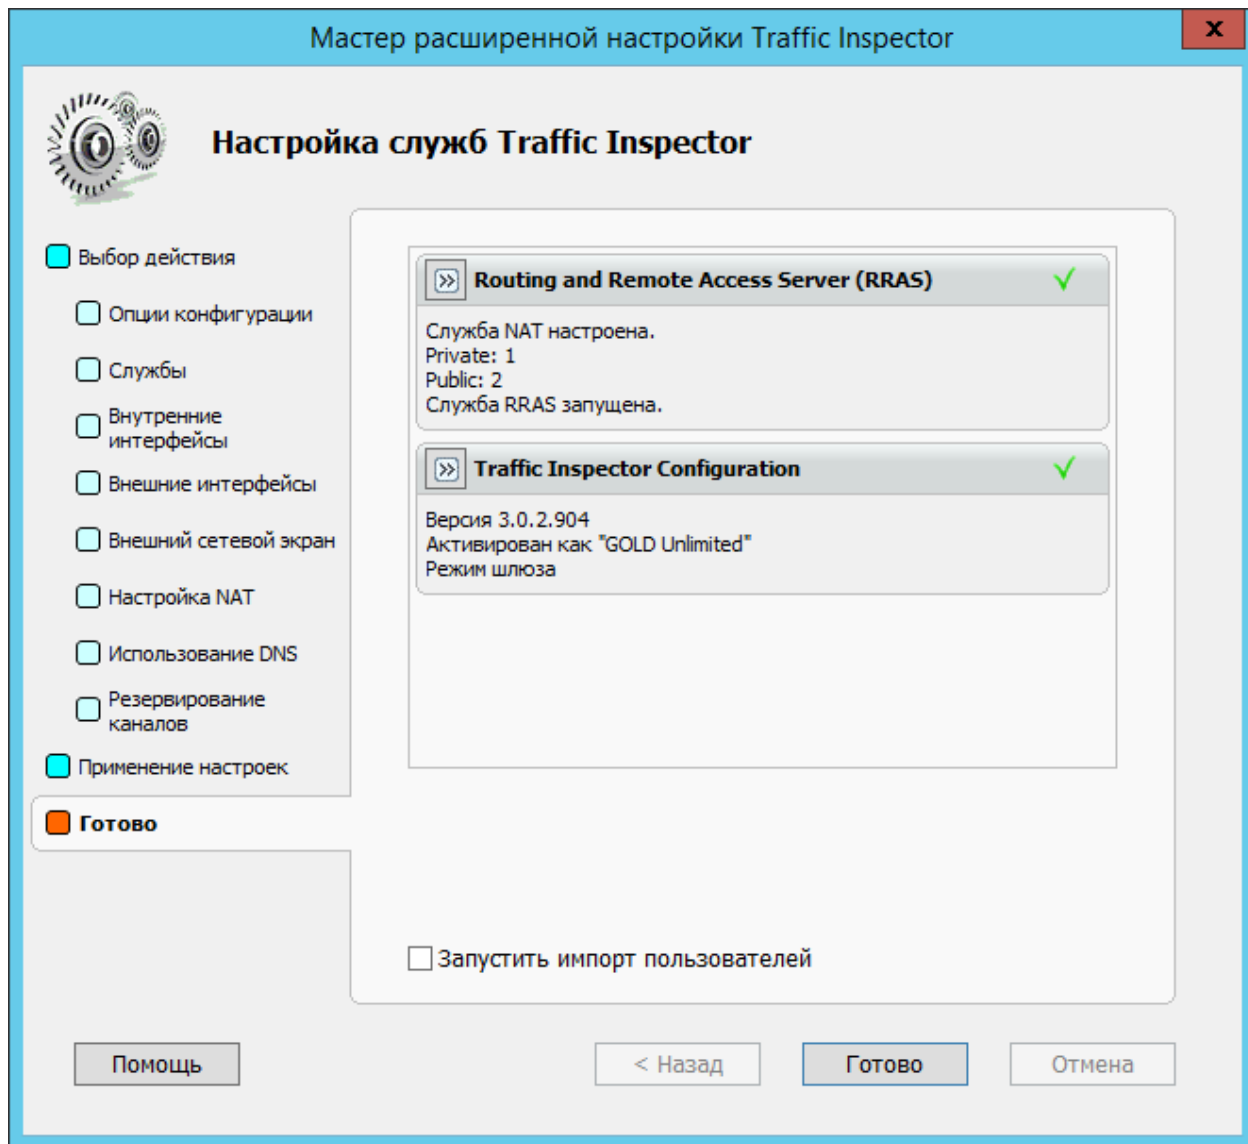 Мастер расширенной настройки Traffic Inspector
x
Настройка служб Traffic Inspector
Выбор действия
Опции конфигурации
Службы
Внутренние
интерфейсы
Внешние интерфейсы
Внешний сетевой экран
Настройка NAT
Использование DNS
Резервирование
каналов
Применение настроек
Готово
Routing and Remote Access Server (RRAS)
Служба NAT настроена.
Private: 1
Public: 2
Служба RRAS запущена.
Traffic Inspector Configuration
Версия 3.0.2.904
Активирован как "GOLD Unlimited"
Режим шлюза
Запустить импорт пользователей
Помощь
< Назад
Готово
Отмена